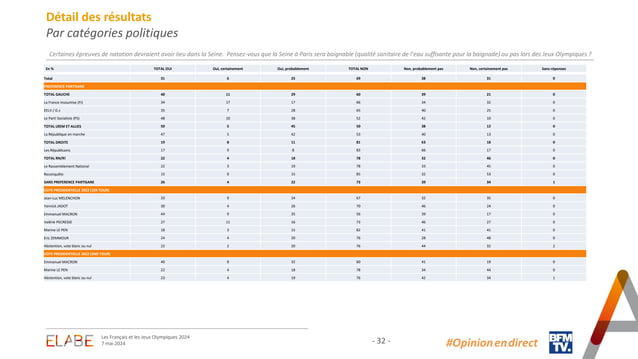 Détail des résultats
Par catégories politiques
Certaines épreuves de natation devraient avoir lieu dans la Seine. Pensez-vous que la Seine à Paris sera baignable (qualité sanitaire de l'eau suffisante pour la baignade) ou pas lors des Jeux Olympiques ?
En % TOTAL OUI Oui, certainement Oui, probablement TOTAL NON Non, probablement pas Non, certainement pas Sans réponses
Total 31 6 25 69 38 31 0
PREFERENCE PARTISANE
TOTAL GAUCHE 40 11 29 60 39 21 0
La France Insoumise (FI) 34 17 17 66 34 32 0
EELV / G.s 35 7 28 65 40 25 0
Le Parti Socialiste (PS) 48 10 38 52 42 10 0
TOTAL LREM ET ALLIES 50 5 45 50 38 12 0
La République en marche 47 5 42 53 40 13 0
TOTAL DROITE 19 8 11 81 63 18 0
Les Républicains 17 9 8 83 66 17 0
TOTAL RN/R! 22 4 18 78 32 46 0
Le Rassemblement National 22 3 19 78 33 45 0
Reconquête 15 0 15 85 32 53 0
SANS PREFERENCE PARTISANE 26 4 22 73 39 34 1
VOTE PRESIDENTIELLE 2022 (1ER TOUR)
Jean-Luc MELENCHON 33 9 24 67 32 35 0
Yannick JADOT 30 4 26 70 46 24 0
Emmanuel MACRON 44 9 35 56 39 17 0
Valérie PECRESSE 27 11 16 73 46 27 0
Marine LE PEN 18 3 15 82 41 41 0
Eric ZEMMOUR 24 4 20 76 28 48 0
Abstention, vote blanc ou nul 22 2 20 76 44 32 2
VOTE PRESIDENTIELLE 2022 (2ND TOUR)
Emmanuel MACRON 40 8 32 60 41 19 0
Marine LE PEN 22 4 18 78 34 44 0
Abstention, vote blanc ou nul 23 4 19 76 42 34 1
ELABE
Les Français et les Jeux Olympiques 2024
7 mai 2024
- 32 -
#Opinion en direct
BFM
TV.